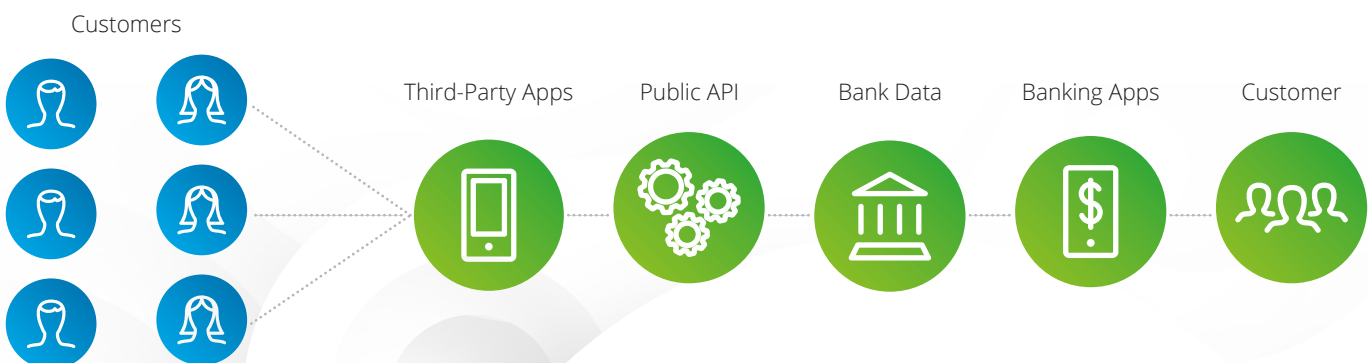 Customers
Third-Party Apps
Public API
Bank Data
Banking Apps
Customer
$